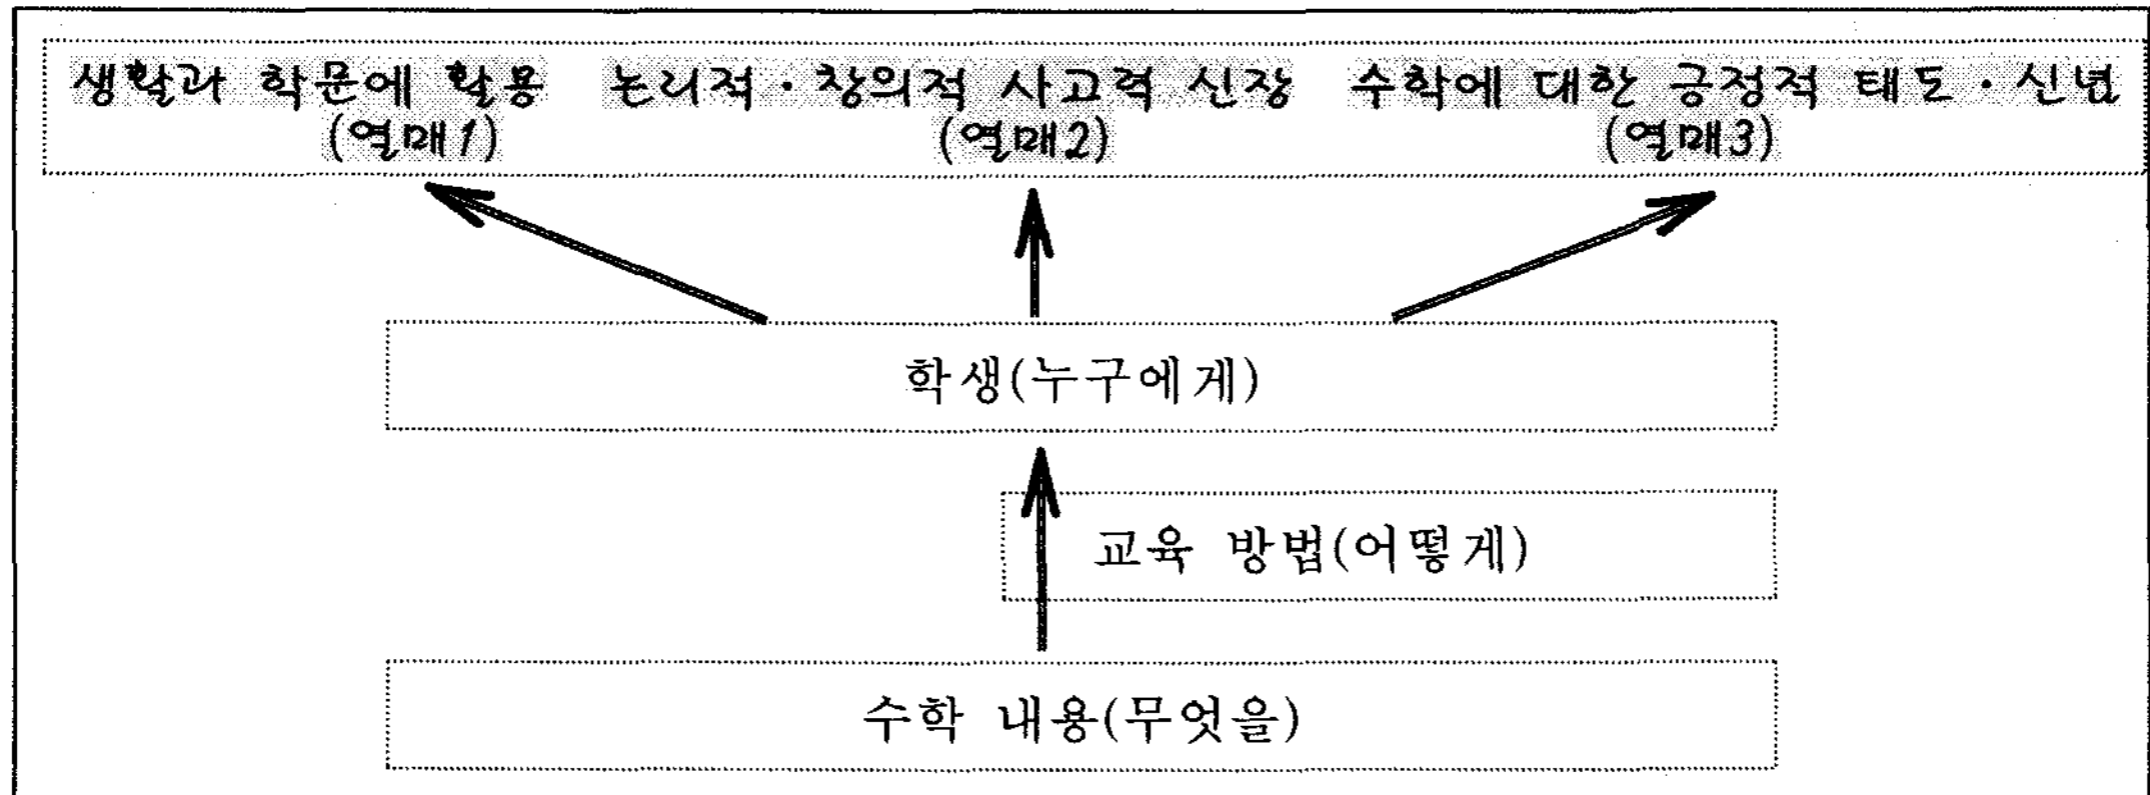 생활과 학문에 활용 논리적·창의적 사고력 신장 수학에 대한 긍정적 태도·신념
(열매1) (열매2) (열매3)
학생(누구에게)
교육 방법(어떻게)
수학 내용(무엇을)